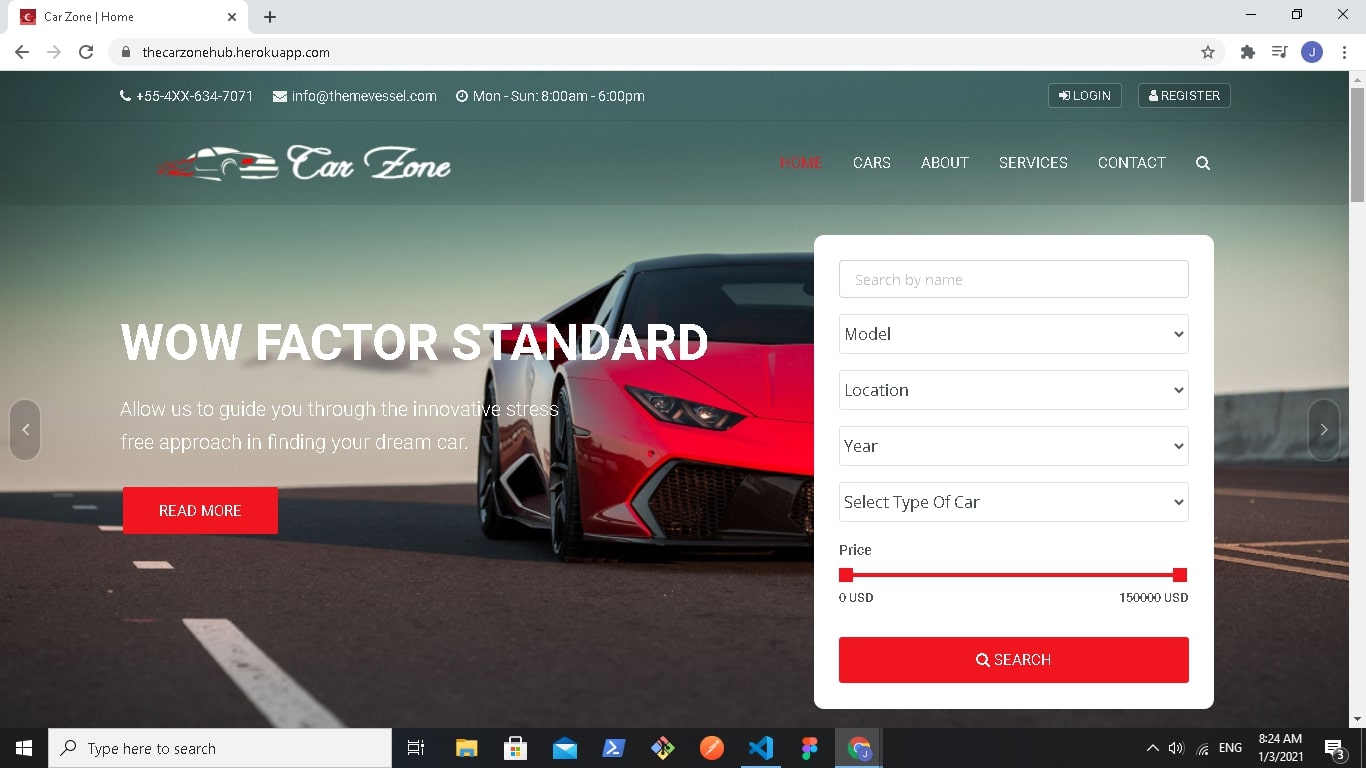 Car Zone | Home
thecarzonehub.herokuapp.com
J
+55-4XX-634-7071 info@themevessel.com Mon - Sun: 8:00am - 6:00pm LOGIN REGISTER
Car Zone HOME CARS ABOUT SERVICES CONTACT
Search by name
Model
Location
Year
Select Type Of Car
Price
0 USD 150000 USD
SEARCH
WOW FACTOR STANDARD
Allow us to guide you through the innovative stress
free approach in finding your dream car.
READ MORE
Type here to search
ENG
8:24 AM
1/3/2021
3